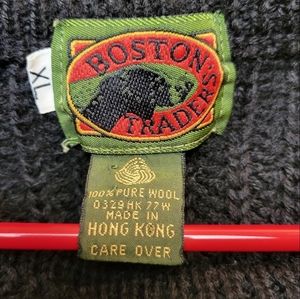 BOSTON
TRADERS
XL
100% PURE WOOL
0329HK 77W
MADE IN
HONG KONG
CARE OVER